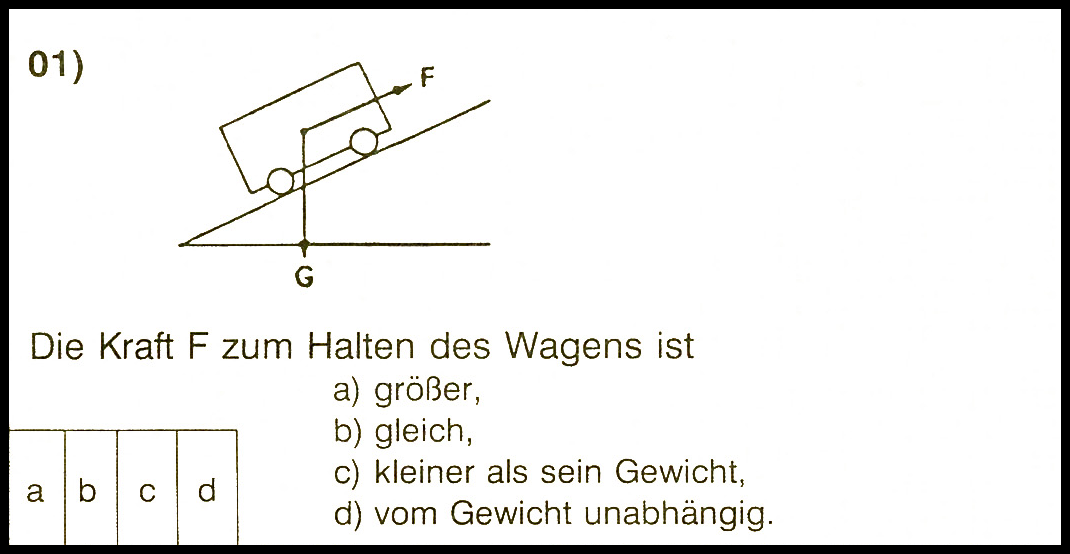 01)
F
G
Die Kraft F zum Halten des Wagens ist
a) größer,
b) gleich,
c) kleiner als sein Gewicht,
d) vom Gewicht unabhängig.
a b c d